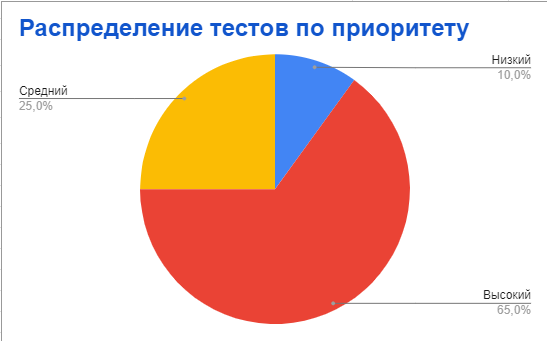 Распределение тестов по приоритету
Низкий
10,0%
Средний
25,0%
Высокий
65,0%